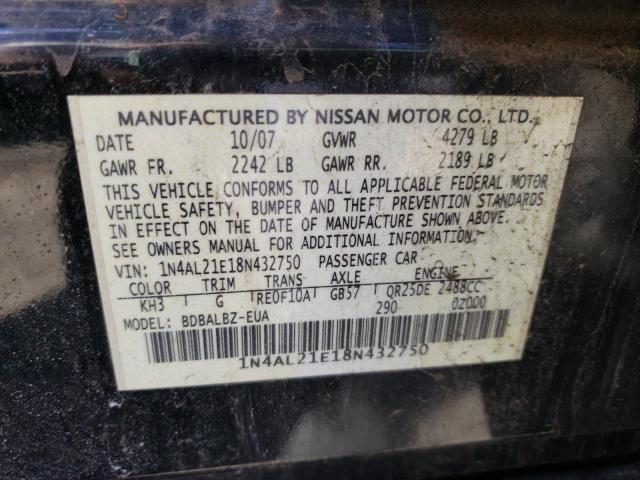 MANUFACTURED BY NISSAN MOTOR CO., LTD.
DATE 10/07 GVWR 4279 LB
GAWR FR. 2242 LB GAWR RR. 2189 LB
THIS VEHICLE CONFORMS TO ALL APPLICABLE FEDERAL MOTOR
VEHICLE SAFETY, BUMPER AND THEFT PREVENTION STANDARDS
IN EFFECT ON THE DATE OF MANUFACTURE SHOWN ABOVE.
SEE OWNERS MANUAL FOR ADDITIONAL INFORMATION.
VIN: 1N4AL21E18N432750 PASSENGER CAR
COLOR TRIM TRANS AXLE ENGINE
KH3 G RE0F10A GB57 QR25DE 2488CC
MODEL: BDBALBZ-EUA 290 02000
1N4AL21E18N432750